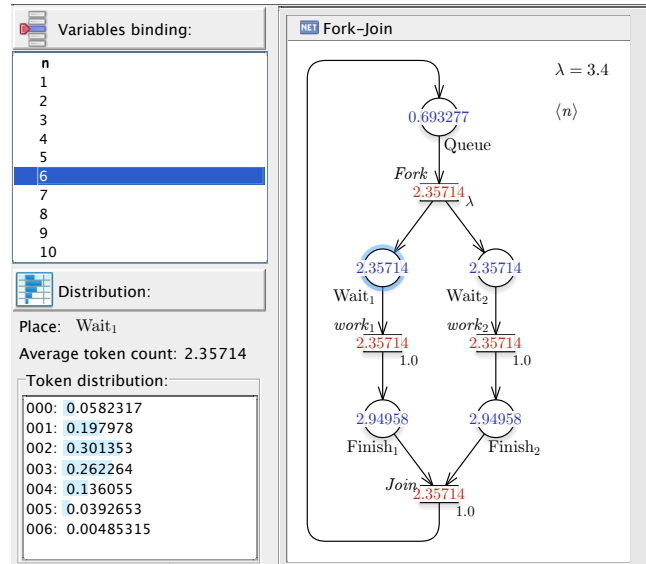 Variables binding:
n
1
2
3
4
5
6
7
8
9
10
Distribution:
Place: Wait₁
Average token count: 2.35714
Token distribution:
000: 0.0582317
001: 0.197978
002: 0.301353
003: 0.262264
004: 0.136055
005: 0.0392653
006: 0.00485315
NET Fork-Join
λ = 3.4
⟨n⟩
0.693277
Queue
Fork
2.35714
λ
2.35714 2.35714
Wait₁ Wait₂
work₁ work₂
2.35714 2.35714
1.0 1.0
2.94958 2.94958
Finish₁ Finish₂
Join
2.35714
1.0